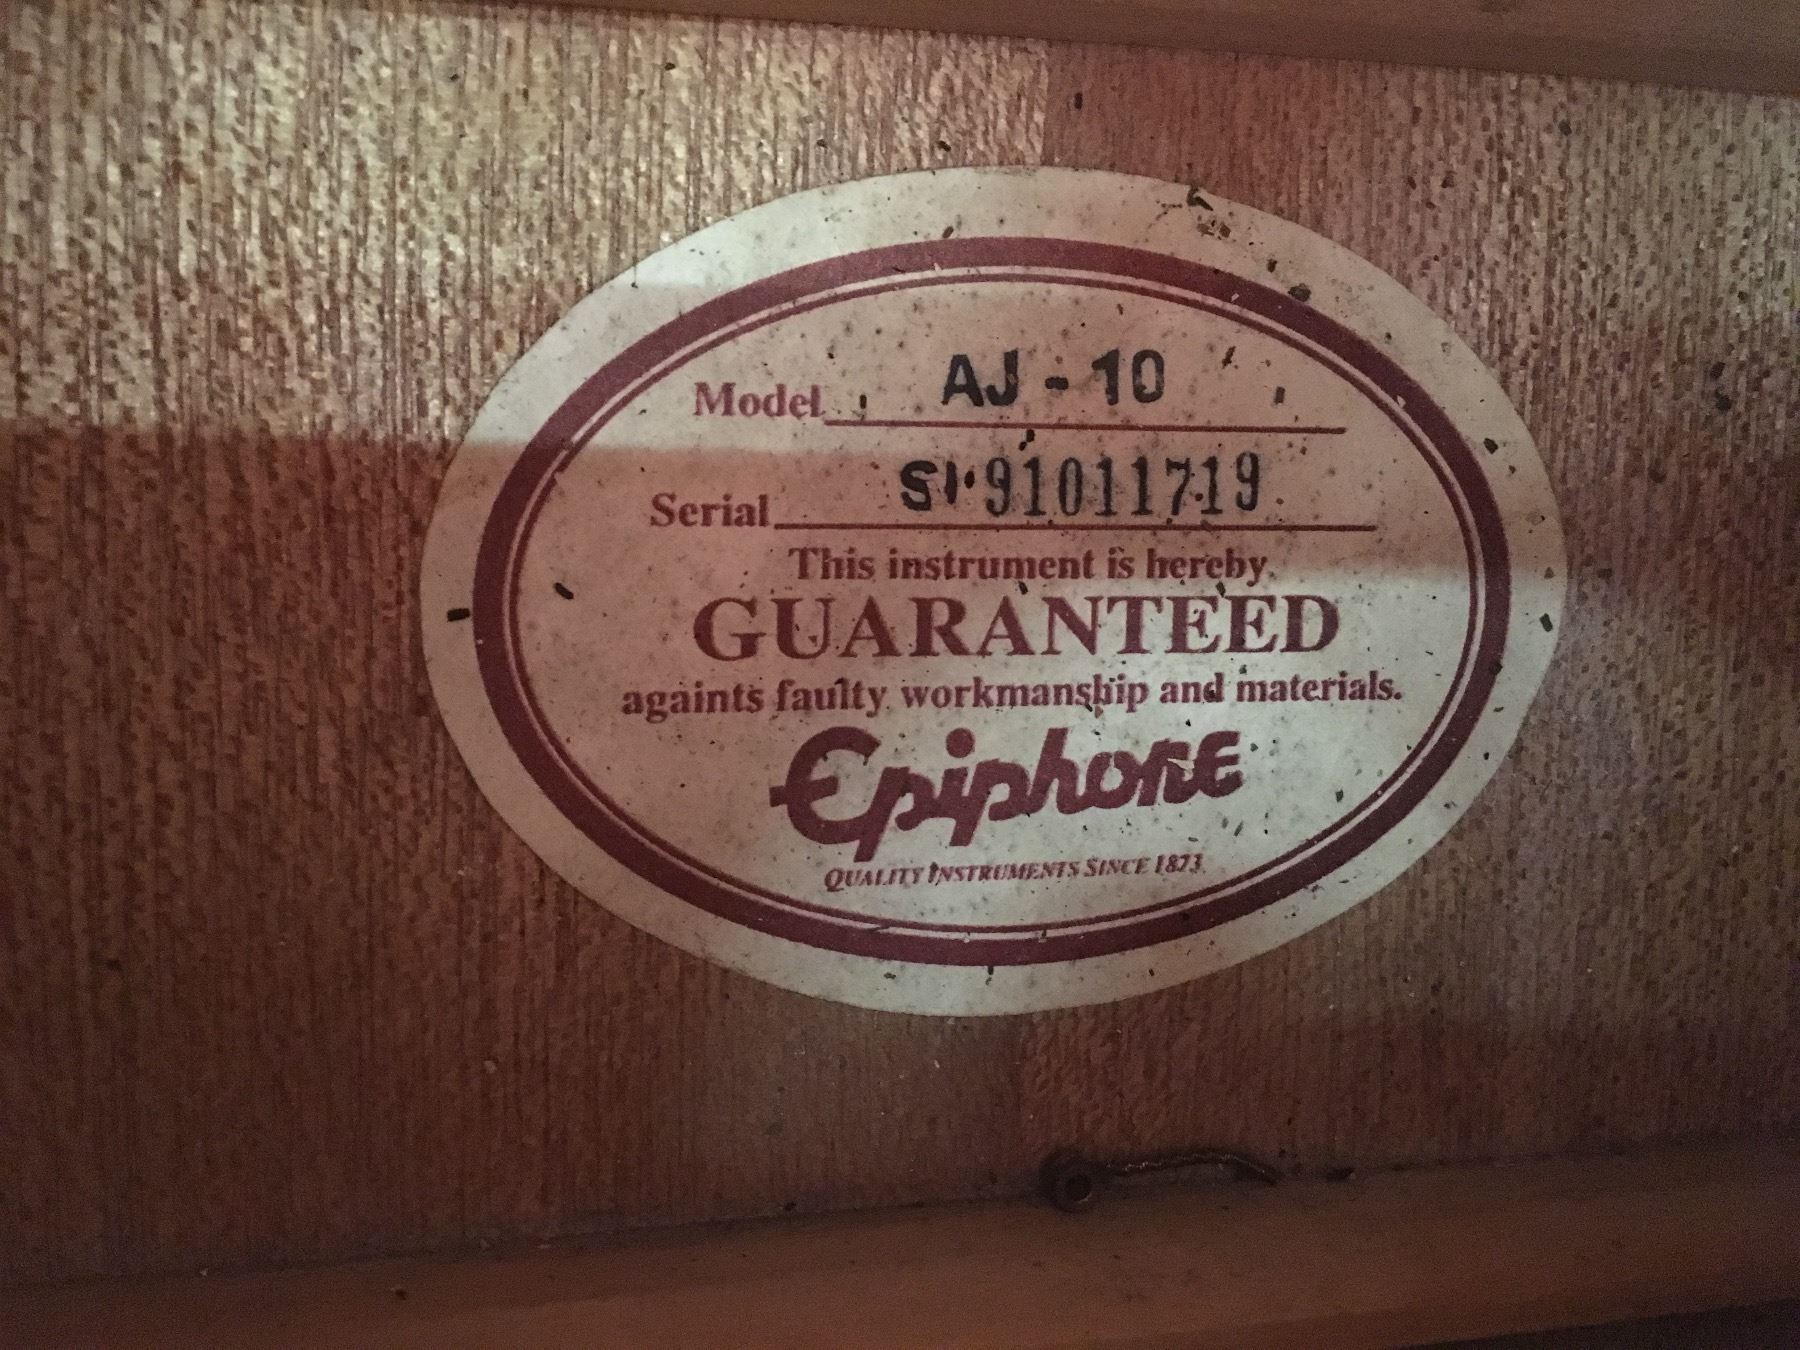 Model AJ - 10
Serial SI 91011719
This instrument is hereby
GUARANTEED
againts faulty workmanship and materials.
Epiphone
QUALITY INSTRUMENTS SINCE 1873